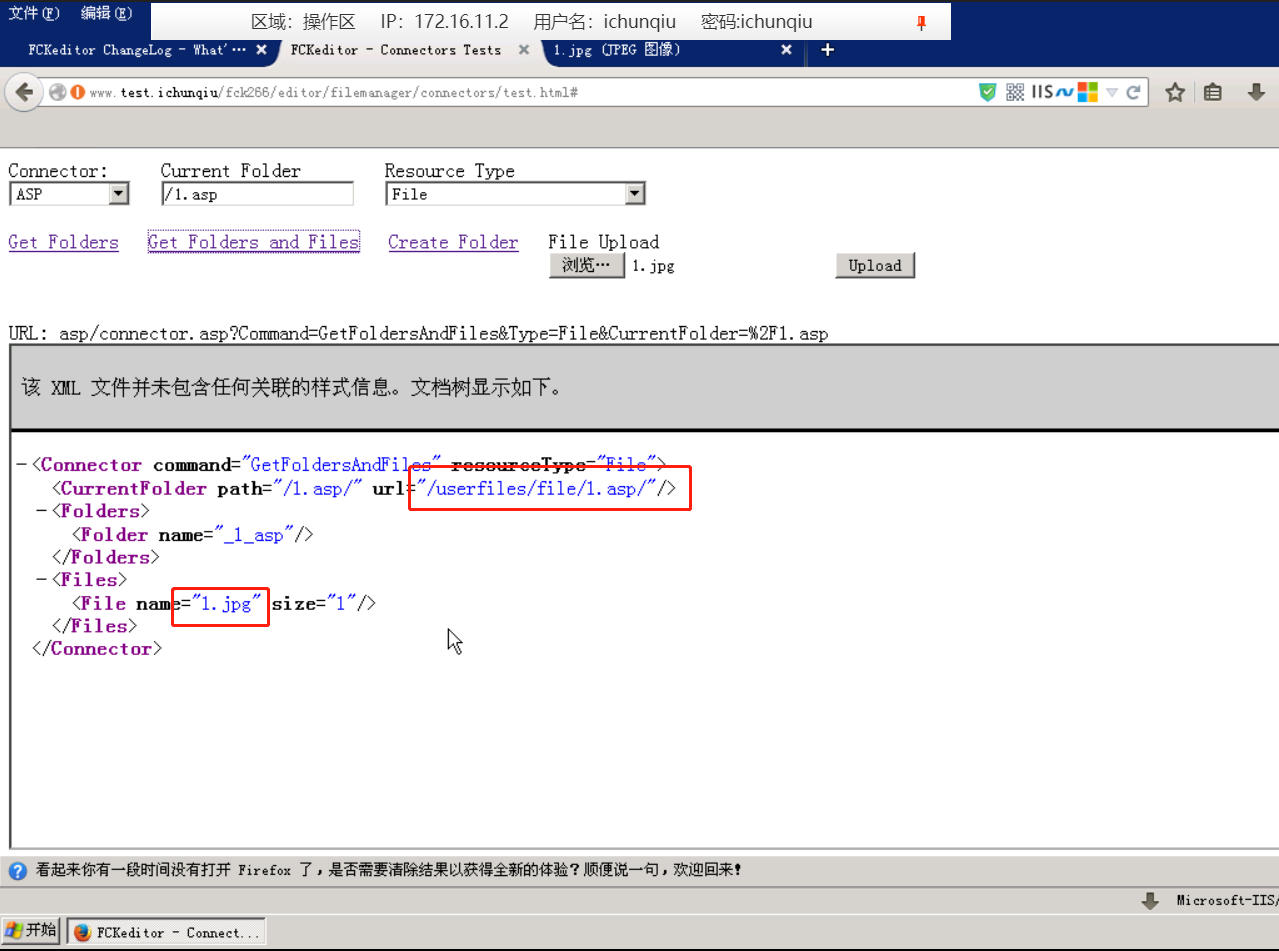 文件(F) 编辑(E) 区域: 操作区 IP: 172.16.11.2 用户名: ichunqiu 密码:ichunqiu
FCKeditor ChangeLog - What'… FCKeditor - Connectors Tests 1.jpg (JPEG 图像)
www.test.ichunqiu/fck266/editor/filemanager/connectors/test.html# IIS
Connector: Current Folder Resource Type
ASP /1.asp File
Get Folders Get Folders and Files Create Folder File Upload
浏览… 1.jpg Upload
URL: asp/connector.asp?Command=GetFoldersAndFiles&Type=File&CurrentFolder=%2F1.asp
该 XML 文件并未包含任何关联的样式信息。文档树显示如下。
-<Connector command="GetFoldersAndFiles" resourceType="File">
<CurrentFolder path="/1.asp/" url="/userfiles/file/1.asp/"/>
-<Folders>
<Folder name="_1_asp"/>
</Folders>
-<Files>
<File name="1.jpg" size="1"/>
</Files>
</Connector>
看起来你有一段时间没有打开 Firefox 了，是否需要清除结果以获得全新的体验？顺便说一句，欢迎回来！
Microsoft-IIS/
开始 FCKeditor - Connect...